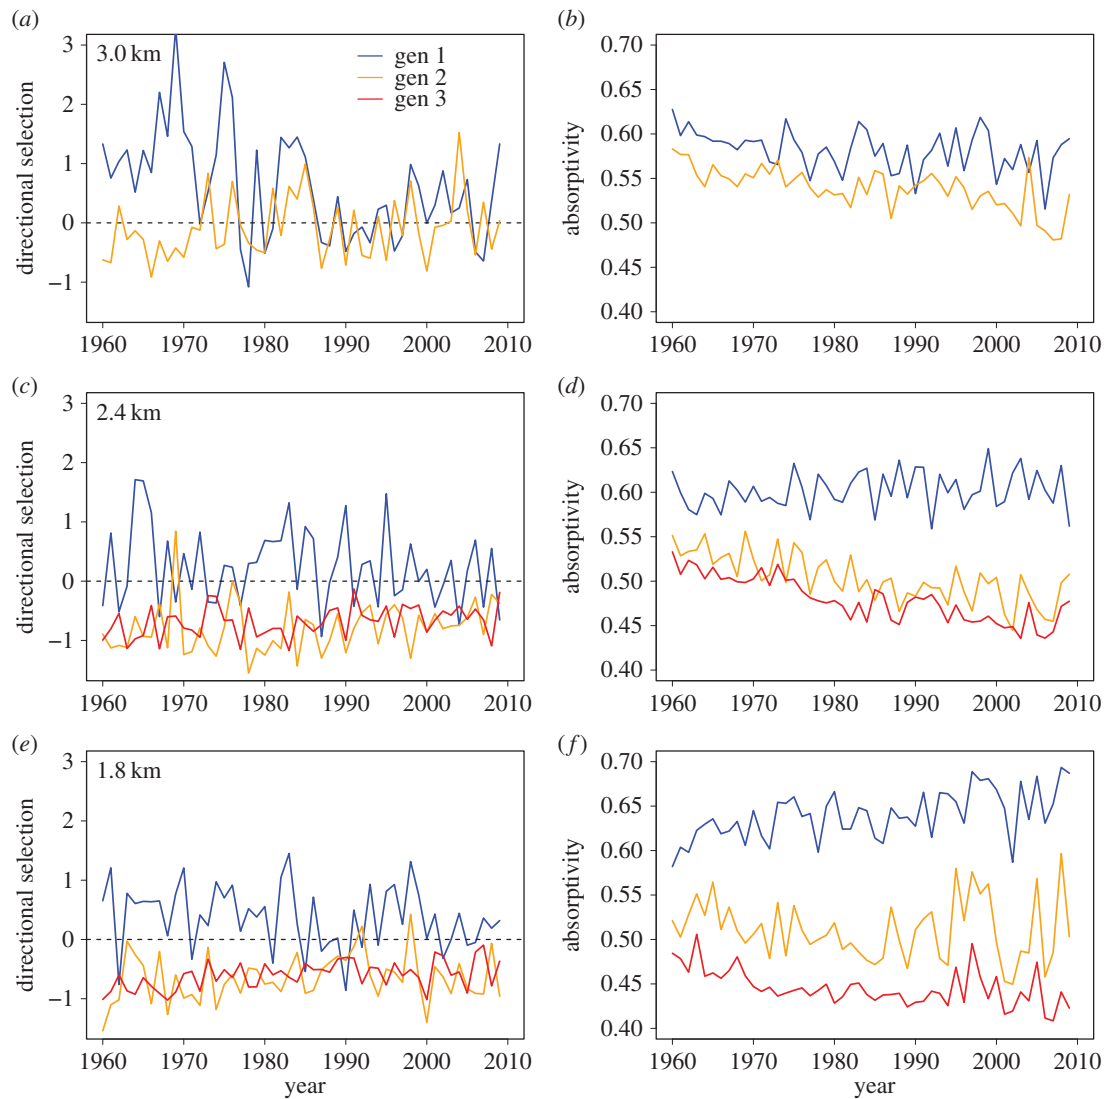 (a)
3.0 km
gen 1
gen 2
gen 3
directional selection
3
2
1
0
−1
1960 1970 1980 1990 2000 2010
(b)
absorptivity
0.70
0.65
0.60
0.55
0.50
0.45
0.40
1960 1970 1980 1990 2000 2010
(c)
2.4 km
directional selection
3
2
1
0
−1
1960 1970 1980 1990 2000 2010
(d)
absorptivity
0.70
0.65
0.60
0.55
0.50
0.45
0.40
1960 1970 1980 1990 2000 2010
(e)
1.8 km
directional selection
3
2
1
0
−1
1960 1970 1980 1990 2000 2010
year
(f)
absorptivity
0.70
0.65
0.60
0.55
0.50
0.45
0.40
1960 1970 1980 1990 2000 2010
year